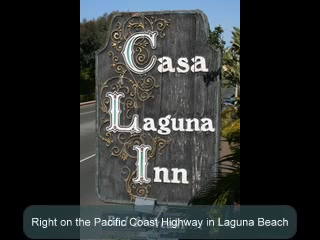 Casa
Laguna
Inn
Right on the Pacific Coast Highway in Laguna Beach